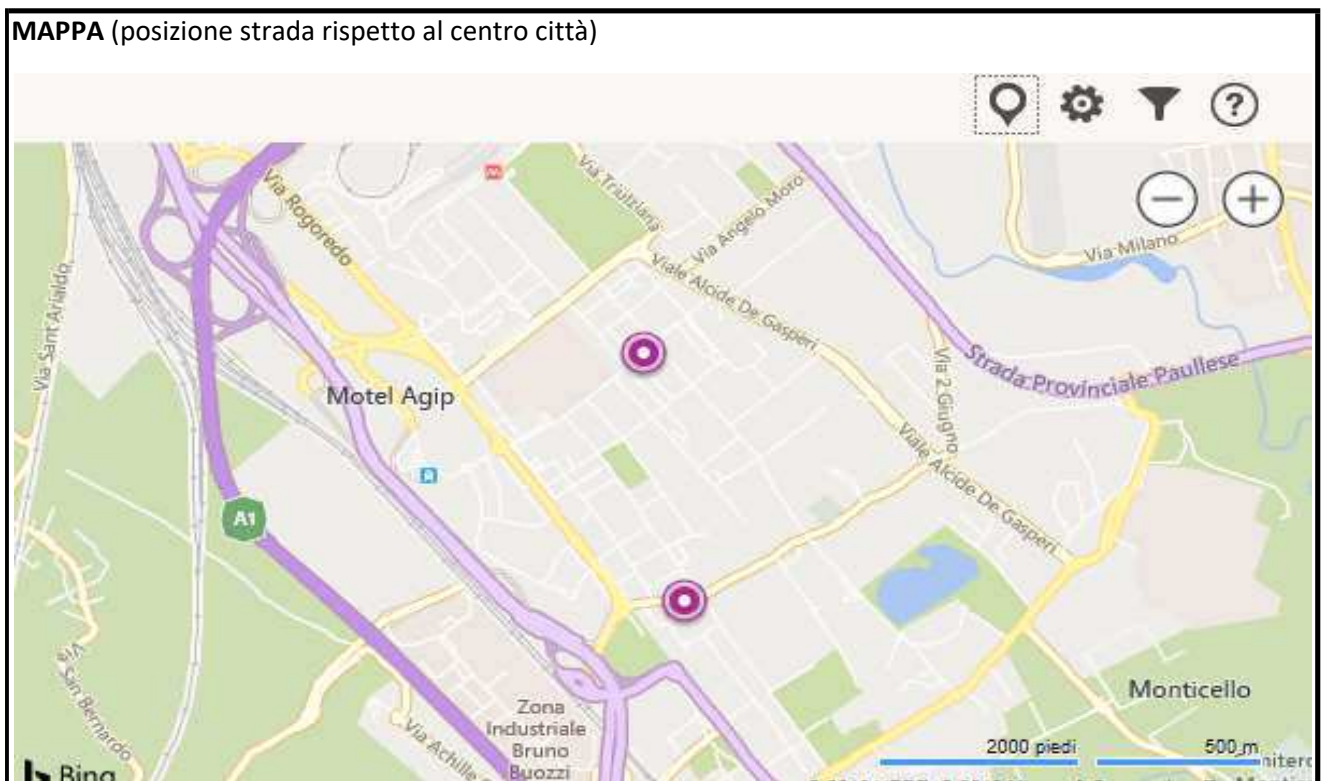 MAPPA (posizione strada rispetto al centro città)
?
M
Via Rogoredo
Via Triulziana
Via Angelo Moro
Via Milano
Via Sant Arialdo
Viale Alcide De Gasperi
Via 2 Giugno
Strada Provinciale Paullese
Motel Agip
Viale Alcide De Gasperi
A1
Via San Bernardo
Monticello
Zona
Industriale
Bruno
Buozzi
Via Achille
2000 piedi
500 m
Bing